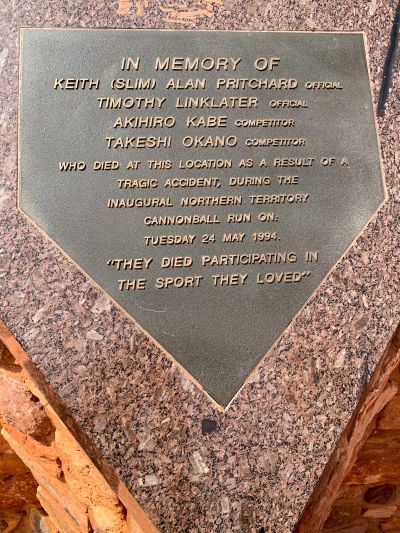 IN MEMORY OF
KEITH (SLIM) ALAN PRITCHARD OFFICIAL
TIMOTHY LINKLATER OFFICIAL
AKIHIRO KABE COMPETITOR
TAKESHI OKANO COMPETITOR
WHO DIED AT THIS LOCATION AS A RESULT OF A
TRAGIC ACCIDENT, DURING THE
INAUGURAL NORTHERN TERRITORY
CANNONBALL RUN ON:
TUESDAY 24 MAY 1994.
"THEY DIED PARTICIPATING IN
THE SPORT THEY LOVED"